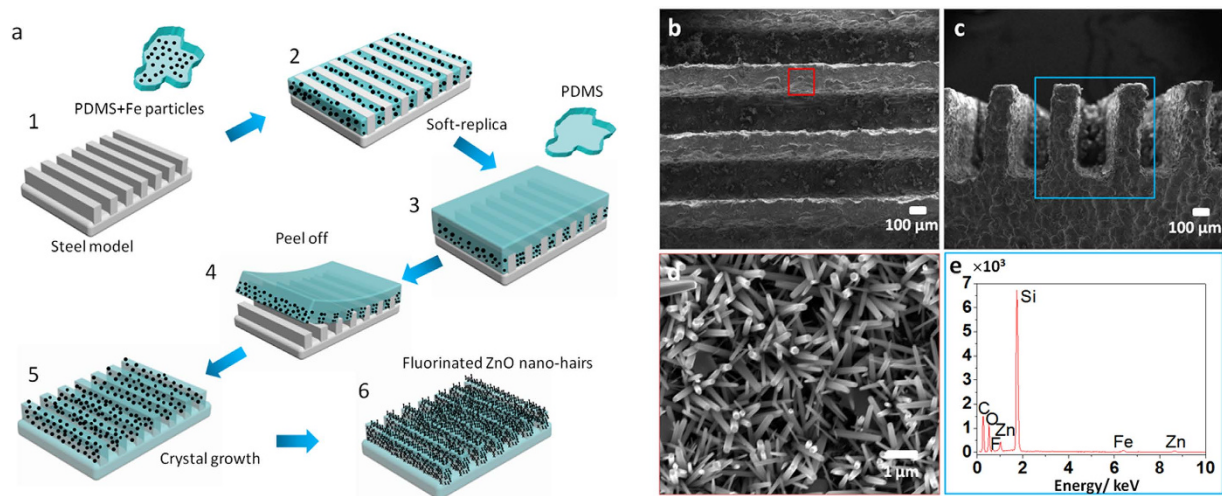 a
PDMS+Fe particles
1
Steel model
2
Soft-replica
PDMS
3
Peel off
4
5
Crystal growth
Fluorinated ZnO nano-hairs
6
b
100 μm
c
100 μm
d
1 μm
e
×10³
7
6
5
4
3
2
1
0
Si
C
O
F
Zn
Fe
Zn
0 2 4 6 8 10
Energy/ keV